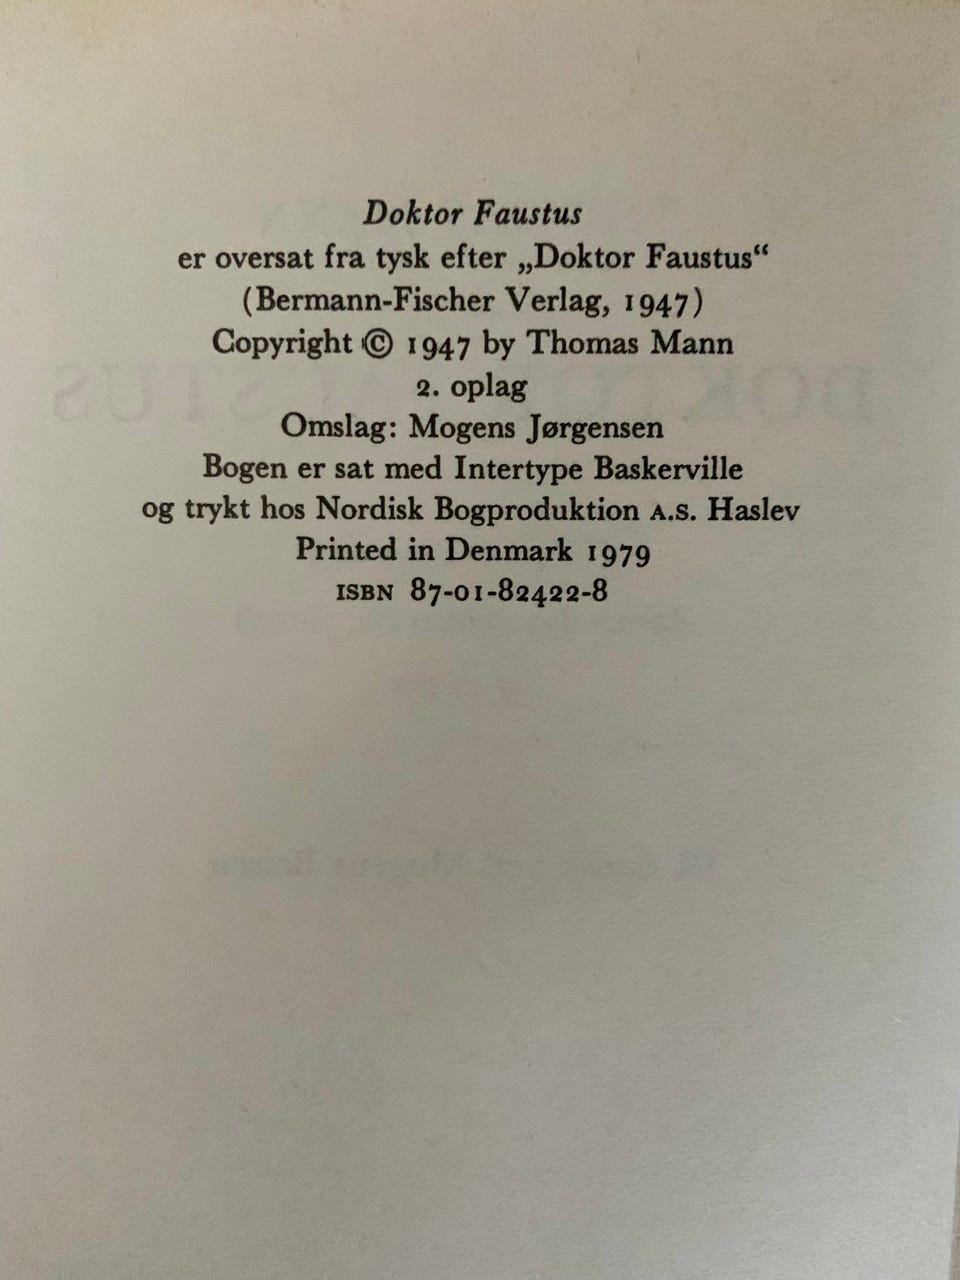 Doktor Faustus
er oversat fra tysk efter „Doktor Faustus“
(Bermann-Fischer Verlag, 1947)
Copyright © 1947 by Thomas Mann
2. oplag
Omslag: Mogens Jørgensen
Bogen er sat med Intertype Baskerville
og trykt hos Nordisk Bogproduktion A.S. Haslev
Printed in Denmark 1979
ISBN 87-01-82422-8